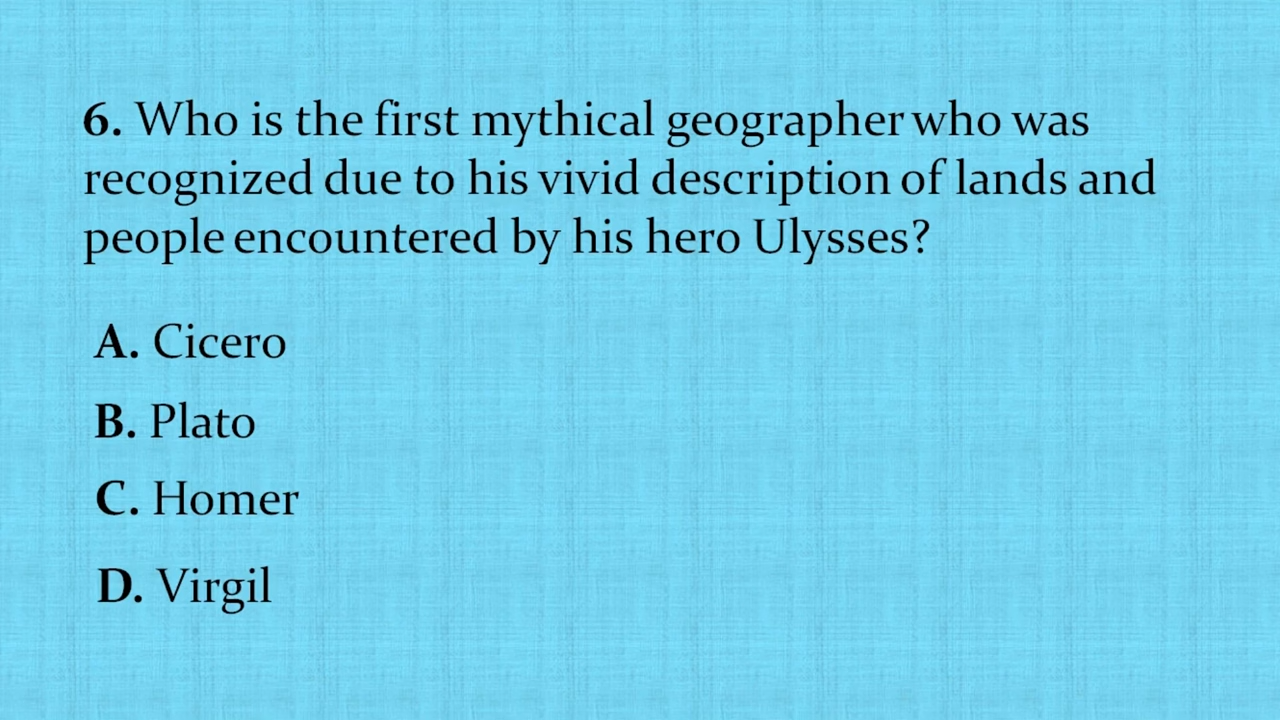 6. Who is the first mythical geographer who was
recognized due to his vivid description of lands and
people encountered by his hero Ulysses?
A. Cicero
B. Plato
C. Homer
D. Virgil